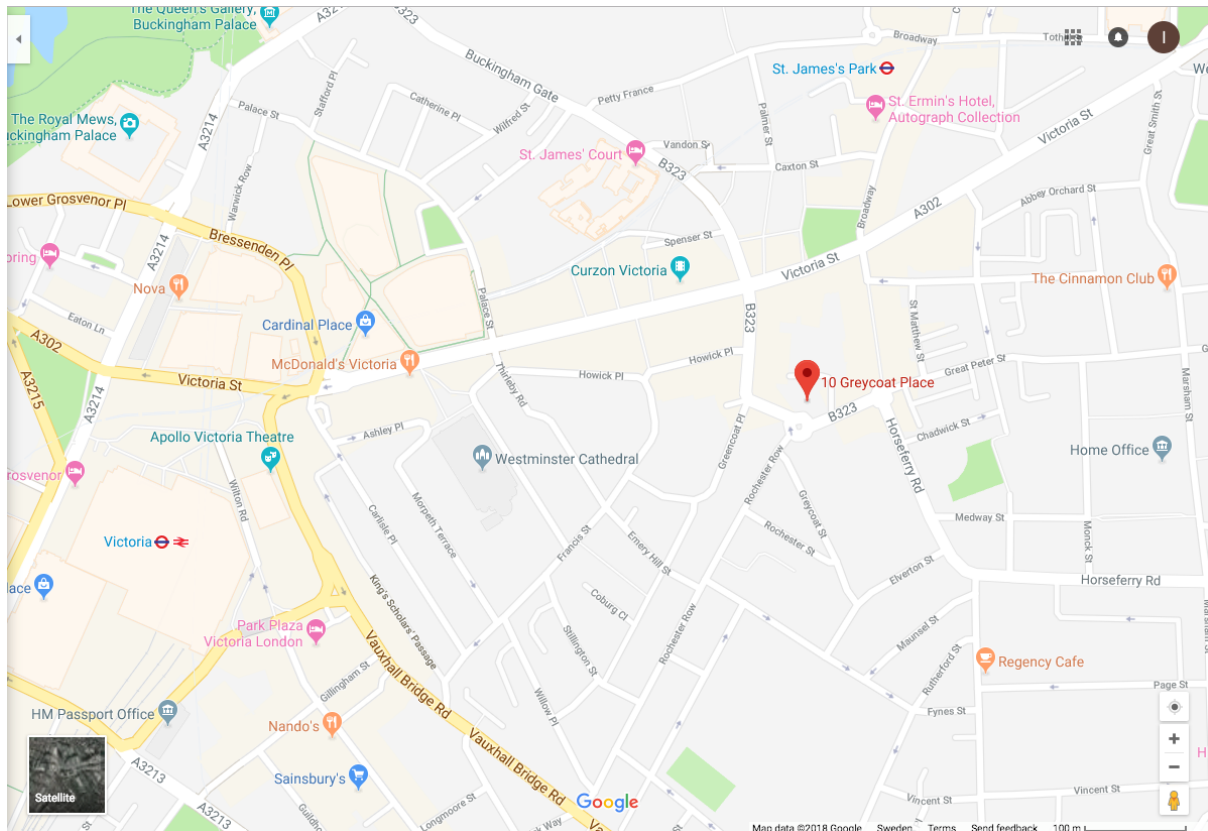 The Queen's Gallery,
Buckingham Palace
A3214
Stafford Pl
Buckingham Gate
Broadway
St. James's Park
I
Catherine Pl
Wilfred St
Petty France
Palmer St
St. Ermin's Hotel,
Autograph Collection
Victoria St
Great Smith St
Palace St
The Royal Mews,
Buckingham Palace
A3214
St. James' Court
Vandon S
B323
Caxton St
Broadway
Abbey Orchard St
A302
Warwick Row
Lower Grosvenor Pl
Bressenden Pl
Spenser St
Victoria St
A3214
oring
Nova
Curzon Victoria
The Cinnamon Club
Eaton Ln
Cardinal Place
Palace St
B323
St Matthew St
A302
McDonald's Victoria
Howick Pl
Great Peter St
Victoria St
Thirleby Rd
Howick Pl
10 Greycoat Place
Marsham St
A3215
A3214
B323
Ashley Pl
Greencoat Pl
Chadwick St
Apollo Victoria Theatre
Westminster Cathedral
Horseferry Rd
Home Office
rosvenor
Wilton Rd
Morpeth Terrace
Rochester Row
Greycoat St
Carlisle Pl
Medway St
Victoria
Francis St
Emery Hill St
Rochester St
Monck St
Elverton St
lace
Horseferry Rd
King's Scholars' Passage
Coburg Cl
Park Plaza
Victoria London
Stillington St
Rochester Row
Maunsel St
Rutherford St
Regency Cafe
Vauxhall Bridge Rd
Gillingham St
Page St
HM Passport Office
Willow Pl
Fynes St
Nando's
Vauxhall Bridge Rd
A3213
Sainsbury's
Satellite
Google
Longmoore St
Vincent St
Vincent St
Map data ©2018 Google Sweden Terms Send feedback 100 m